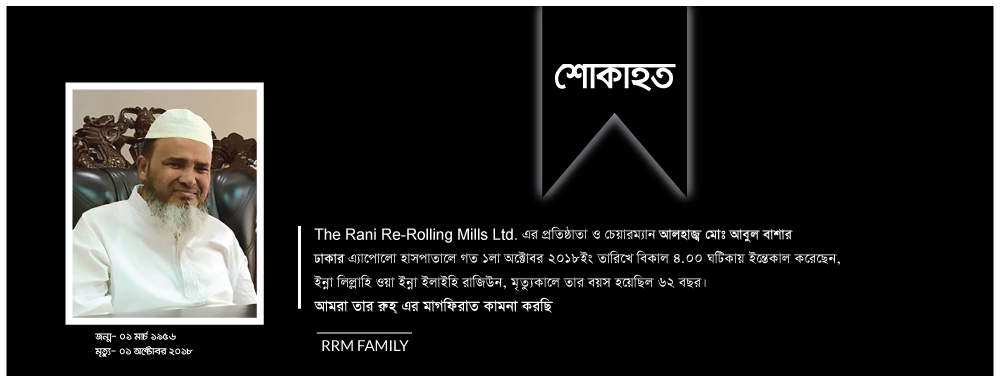 শোকাহত
The Rani Re-Rolling Mills Ltd. এর প্রতিষ্ঠাতা ও চেয়ারম্যান আলহাজ্ব মোঃ আবুল বাশার
ঢাকার এ্যাপোলো হাসপাতালে গত ১লা অক্টোবর ২০১৮ইং তারিখে বিকাল ৪.০০ ঘটিকায় ইন্তেকাল করেছেন,
ইন্না লিল্লাহি ওয়া ইন্না ইলাইহি রাজিউন, মৃত্যুকালে তার বয়স হয়েছিল ৬২ বছর।
আমরা তার রুহ্ এর মাগফিরাত কামনা করছি
RRM FAMILY
জন্ম- ০১ মার্চ ১৯৫৬
মৃত্যু- ০১ অক্টোবর ২০১৮